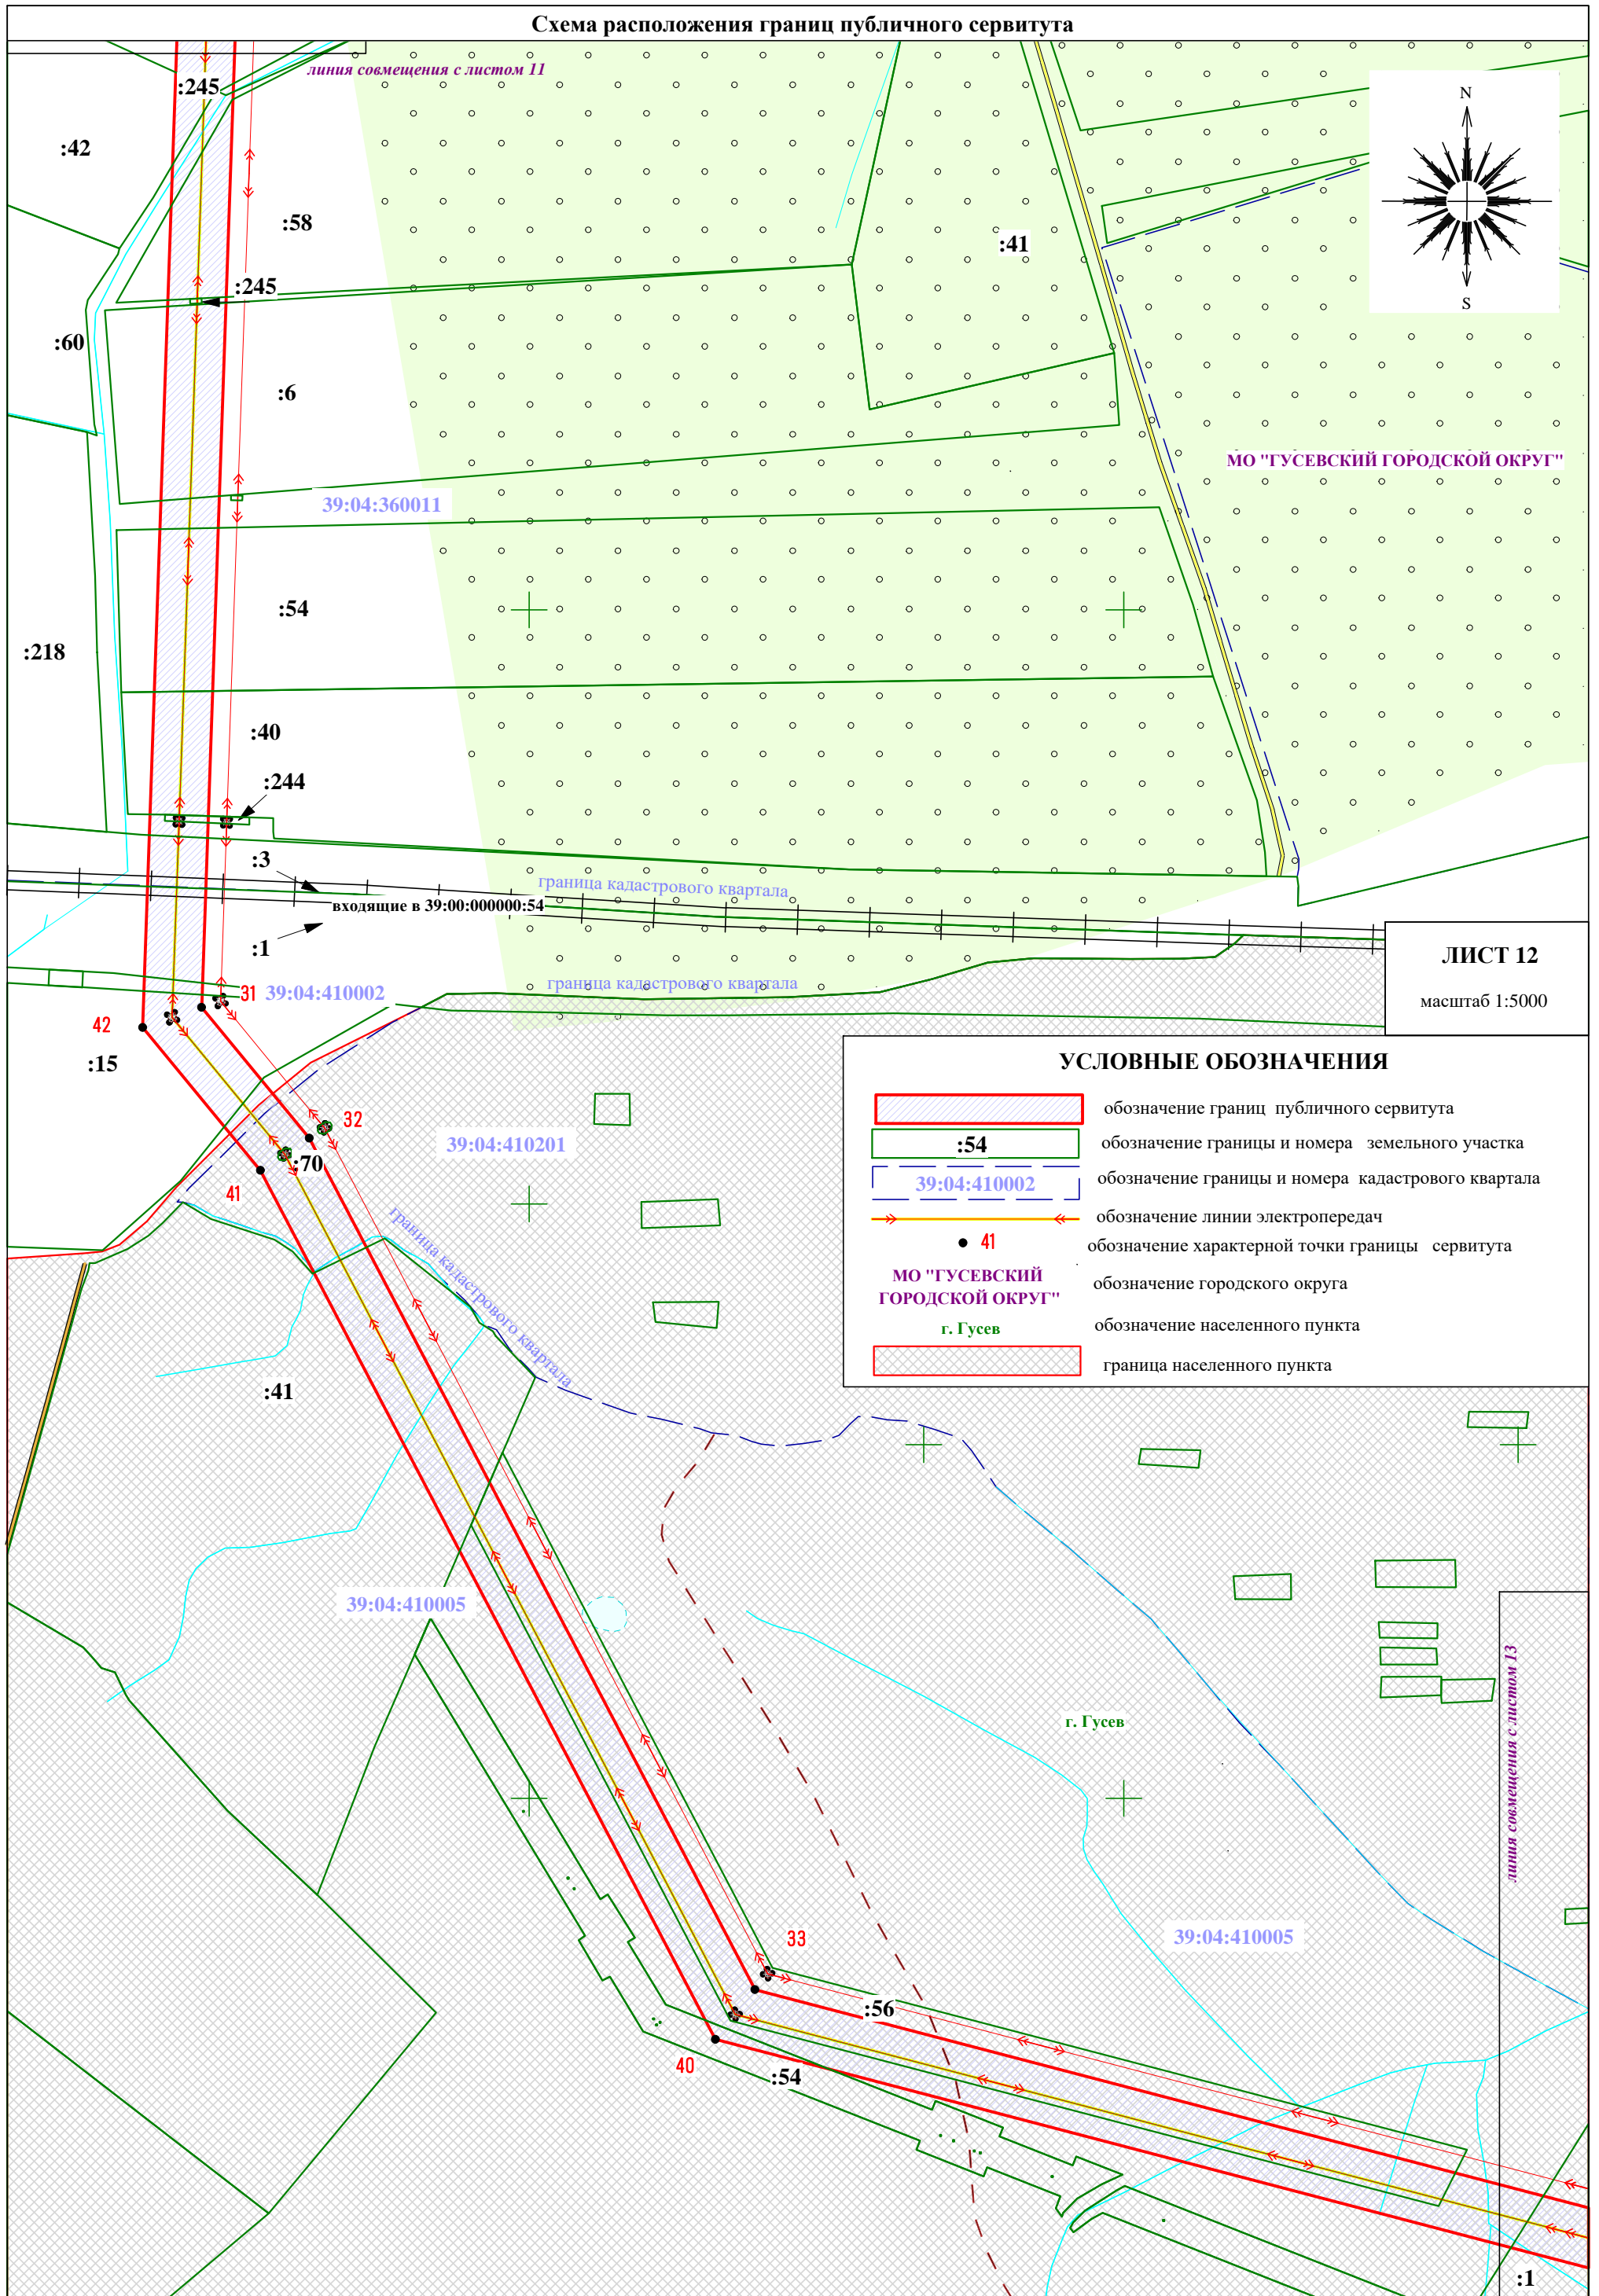 Схема расположения границ публичного сервитута
линия совмещения с листом 11
:245
:42
:58
:41
N
S
:245
:60
:6
МО "ГУСЕВСКИЙ ГОРОДСКОЙ ОКРУГ"
39:04:360011
:54
:218
:40
:244
:3
граница кадастрового квартала
входящие в 39:00:000000:54
:1
ЛИСТ 12
масштаб 1:5000
граница кадастрового квартала
31
39:04:410002
42
:15
32
39:04:410201
:70
41
граница кадастрового квартала
УСЛОВНЫЕ ОБОЗНАЧЕНИЯ
обозначение границ публичного сервитута
:54
обозначение границы и номера земельного участка
39:04:410002
обозначение границы и номера кадастрового квартала
обозначение линии электропередач
41
обозначение характерной точки границы сервитута
МО "ГУСЕВСКИЙ
ГОРОДСКОЙ ОКРУГ"
обозначение городского округа
г. Гусев
обозначение населенного пункта
граница населенного пункта
:41
39:04:410005
линия совмещения с листом 13
г. Гусев
33
39:04:410005
:56
40
:54
:1